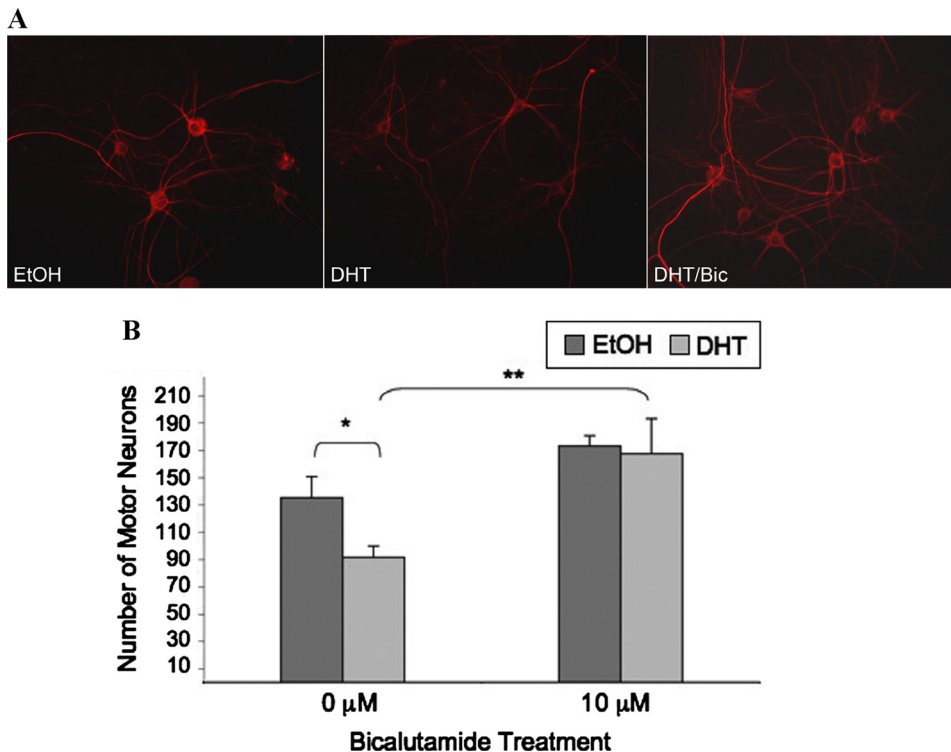 A
EtOH
DHT
DHT/Bic
B
EtOH DHT
**
*
Number of Motor Neurons
210
190
170
150
130
110
90
70
50
30
10
0 µM
10 µM
Bicalutamide Treatment